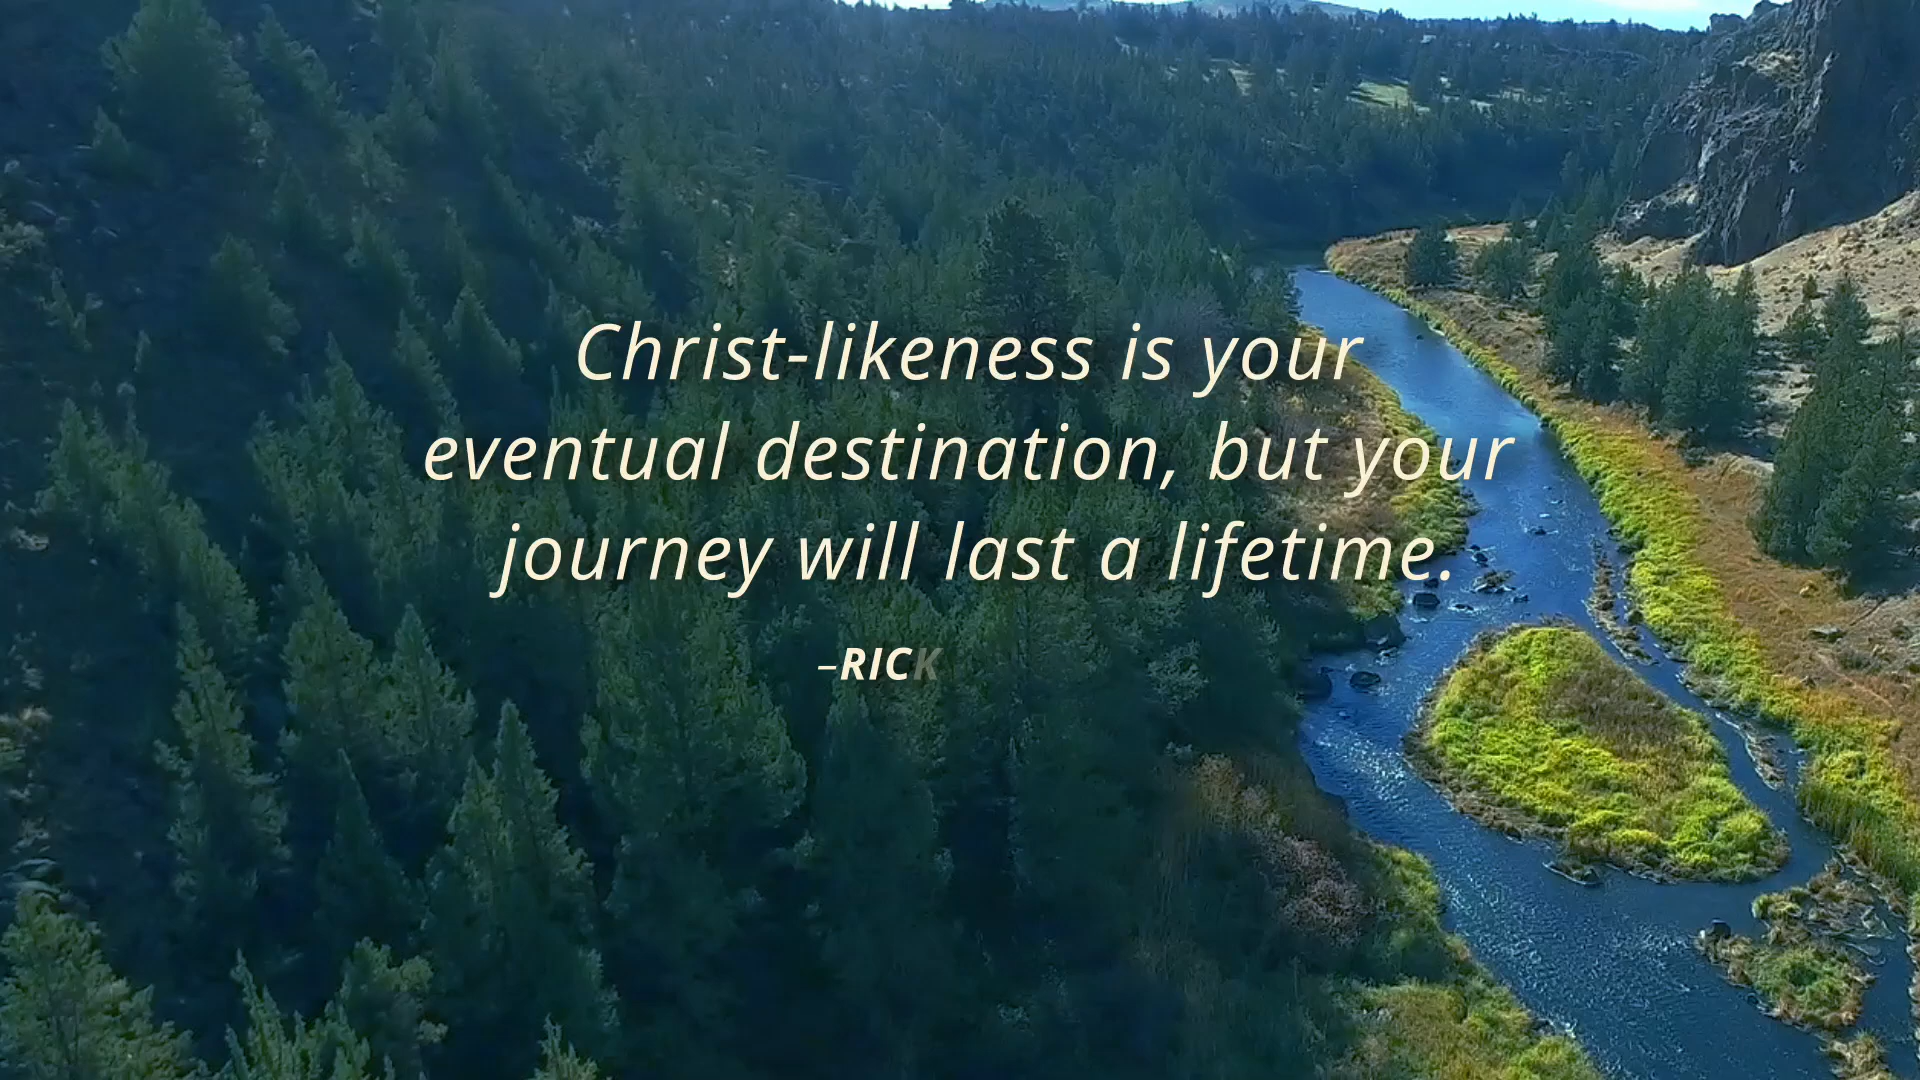 Christ-likeness is your
eventual destination, but your
journey will last a lifetime.
–RICK